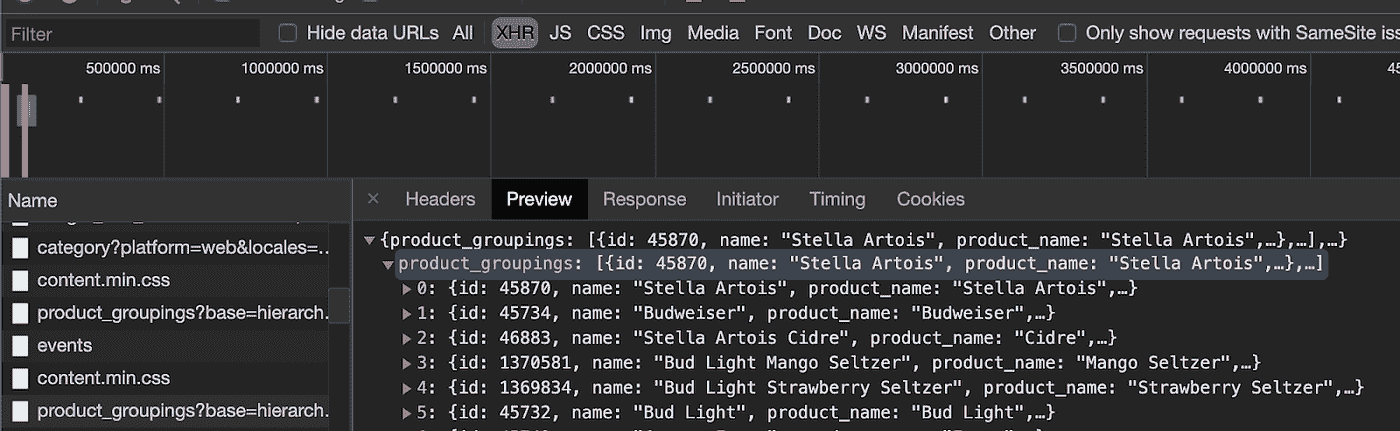 Filter Hide data URLs All XHR JS CSS Img Media Font Doc WS Manifest Other Only show requests with SameSite iss
500000 ms 1000000 ms 1500000 ms 2000000 ms 2500000 ms 3000000 ms 3500000 ms 4000000 ms 45
Name
category?platform=web&locales=...
content.min.css
product_groupings?base=hierarch...
events
content.min.css
product_groupings?base=hierarch...
× Headers Preview Response Initiator Timing Cookies
▼{product_groupings: [{id: 45870, name: "Stella Artois", product_name: "Stella Artois",…},…],…}
▼product_groupings: [{id: 45870, name: "Stella Artois", product_name: "Stella Artois",…},…]
▶0: {id: 45870, name: "Stella Artois", product_name: "Stella Artois",…}
▶1: {id: 45734, name: "Budweiser", product_name: "Budweiser",…}
▶2: {id: 46883, name: "Stella Artois Cidre", product_name: "Cidre",…}
▶3: {id: 1370581, name: "Bud Light Mango Seltzer", product_name: "Mango Seltzer",…}
▶4: {id: 1369834, name: "Bud Light Strawberry Seltzer", product_name: "Strawberry Seltzer",…}
▶5: {id: 45732, name: "Bud Light", product_name: "Bud Light",…}